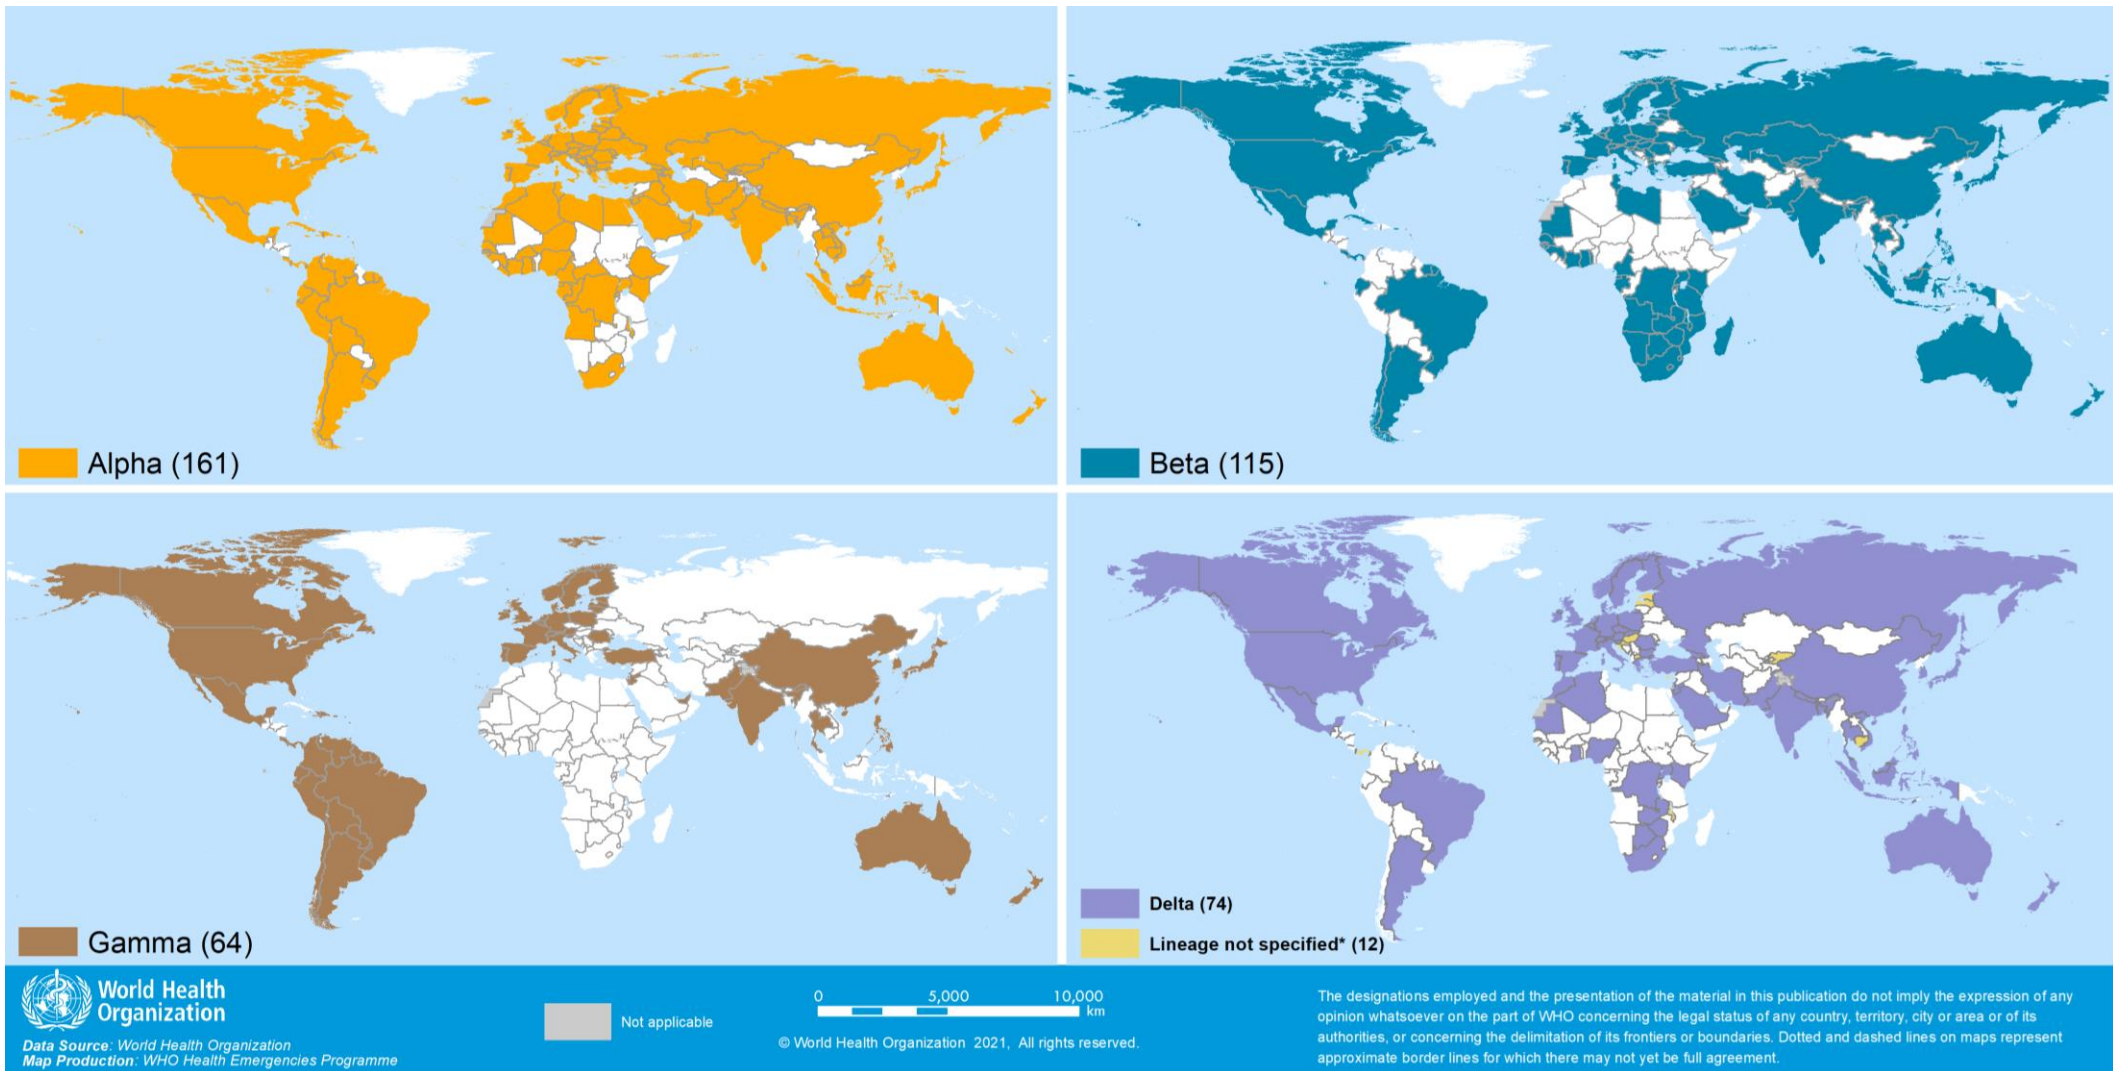 Alpha (161)
Beta (115)
Gamma (64)
Delta (74)
Lineage not specified* (12)
World Health
Organization
Data Source: World Health Organization
Map Production: WHO Health Emergencies Programme
Not applicable
0 5,000 10,000
km
© World Health Organization 2021, All rights reserved.
The designations employed and the presentation of the material in this publication do not imply the expression of any
opinion whatsoever on the part of WHO concerning the legal status of any country, territory, city or area or of its
authorities, or concerning the delimitation of its frontiers or boundaries. Dotted and dashed lines on maps represent
approximate border lines for which there may not yet be full agreement.